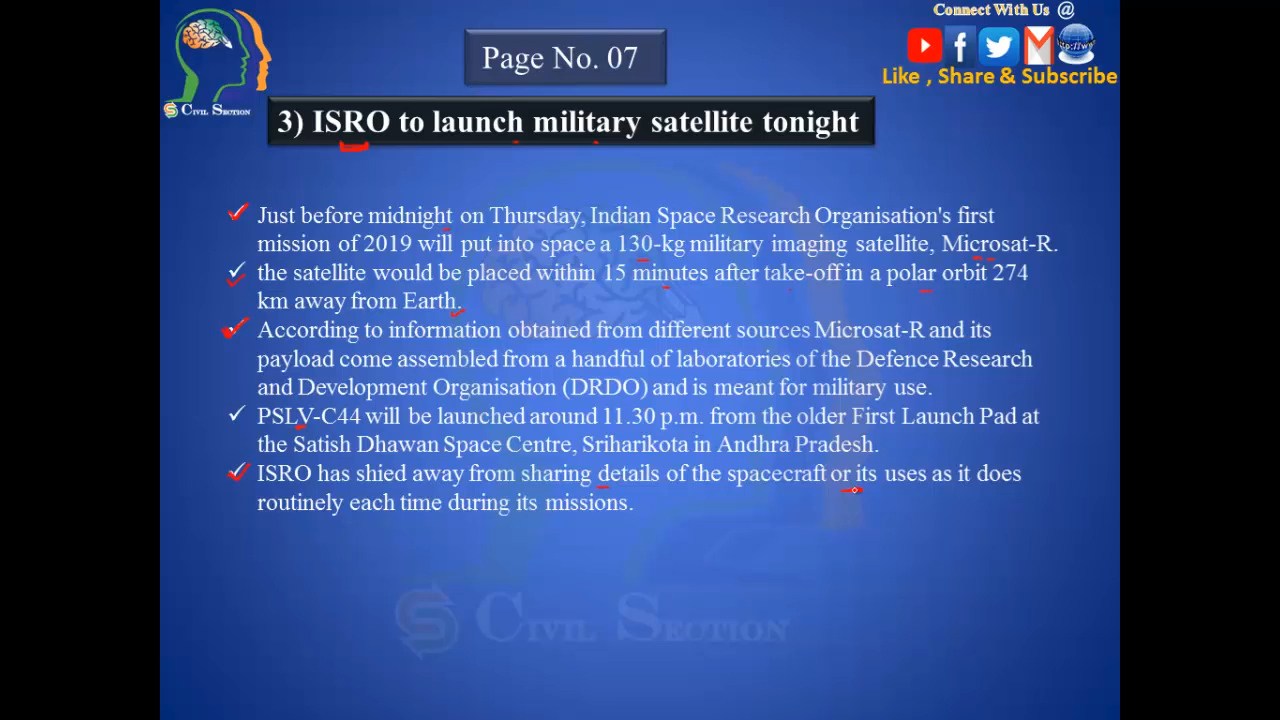 Connect With Us @
Page No. 07
http://ww
Like , Share & Subscribe
S CIVIL SECTION
3) ISRO to launch military satellite tonight
✓ Just before midnight on Thursday, Indian Space Research Organisation's first
mission of 2019 will put into space a 130-kg military imaging satellite, Microsat-R.
✓ the satellite would be placed within 15 minutes after take-off in a polar orbit 274
km away from Earth.
✓ According to information obtained from different sources Microsat-R and its
payload come assembled from a handful of laboratories of the Defence Research
and Development Organisation (DRDO) and is meant for military use.
✓ PSLV-C44 will be launched around 11.30 p.m. from the older First Launch Pad at
the Satish Dhawan Space Centre, Sriharikota in Andhra Pradesh.
✓ ISRO has shied away from sharing details of the spacecraft or its uses as it does
routinely each time during its missions.
S CIVIL SECTION